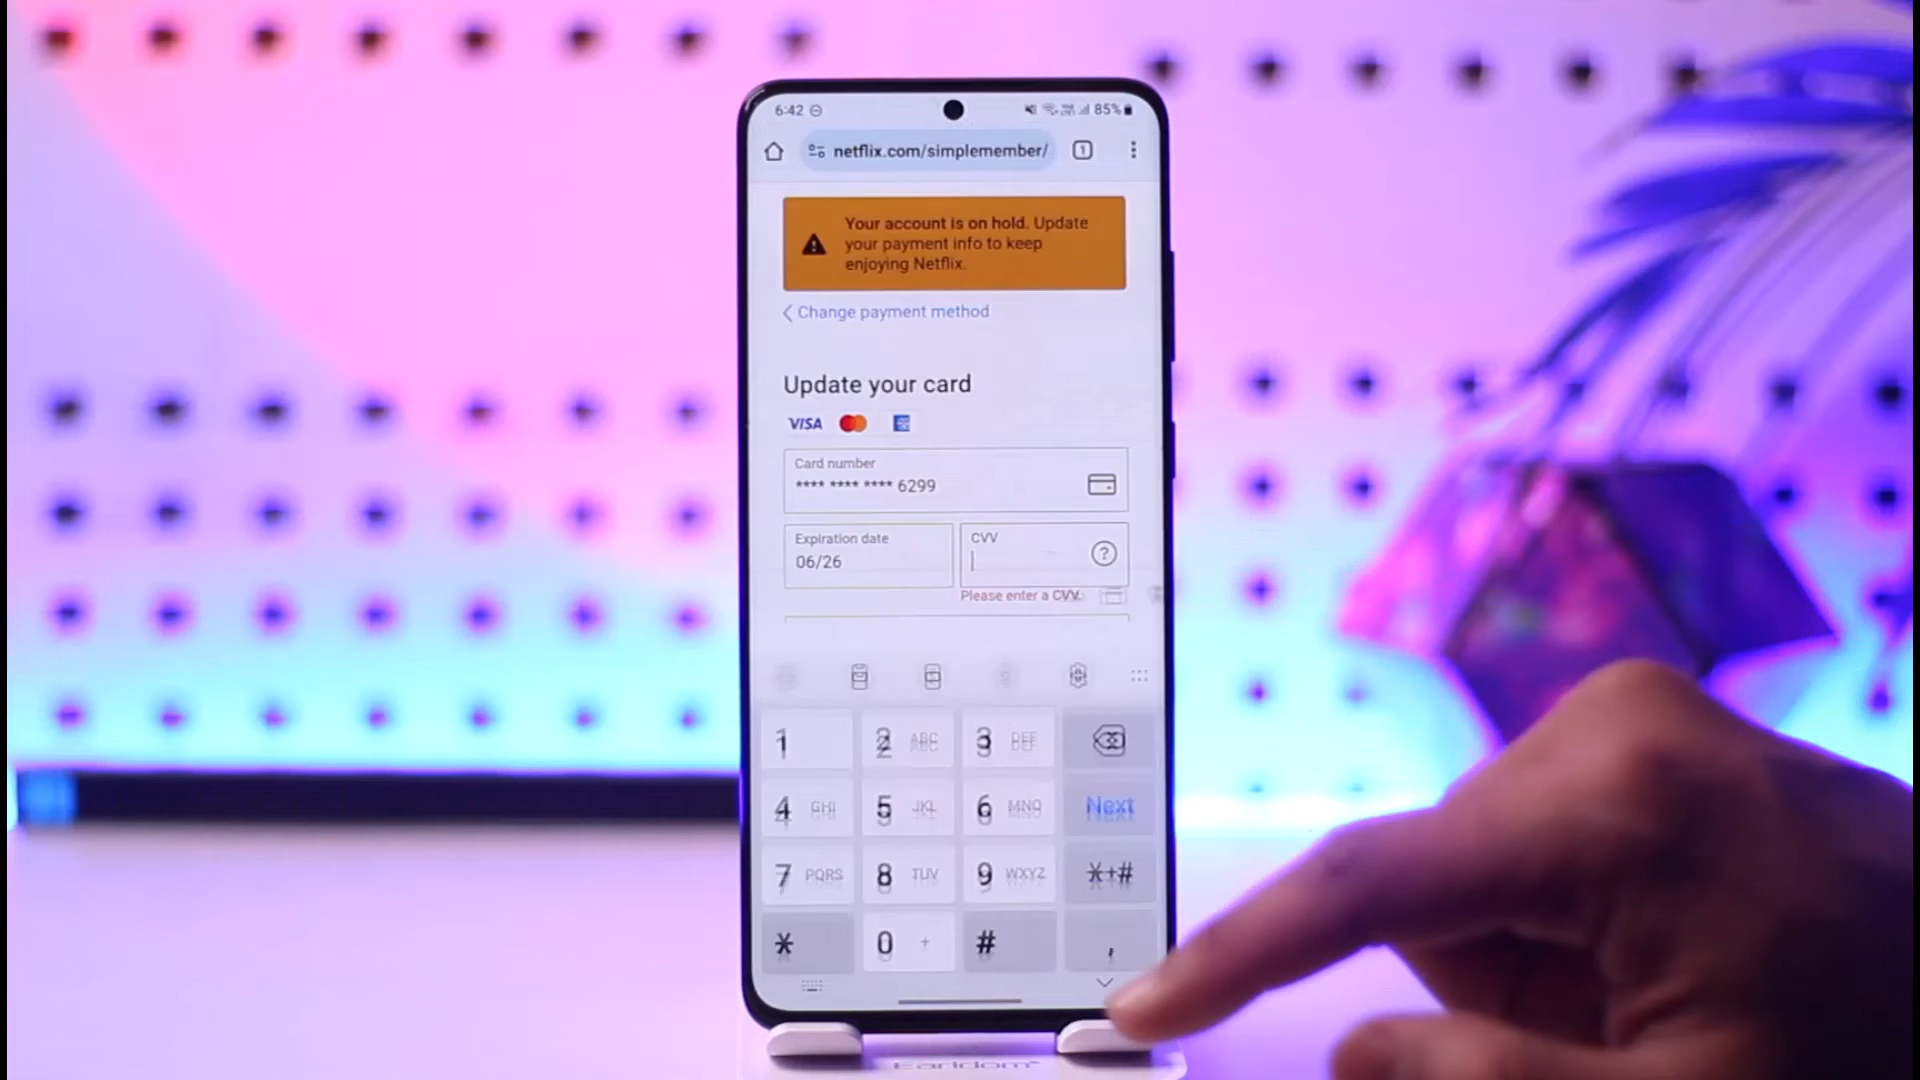 6:42
85%
netflix.com/simplemember/
1
Your account is on hold. Update
your payment info to keep
enjoying Netflix.
Change payment method
Update your card
VISA
Card number
**** **** **** 6299
Expiration date
06/26
CVV
?
Please enter a CVV.
1
2 ABC
3 DEF
4 GHI
5 JKL
6 MNO
Next
7 PQRS
8 TUV
9 WXYZ
*+#
*
0 +
#
,
Earldom